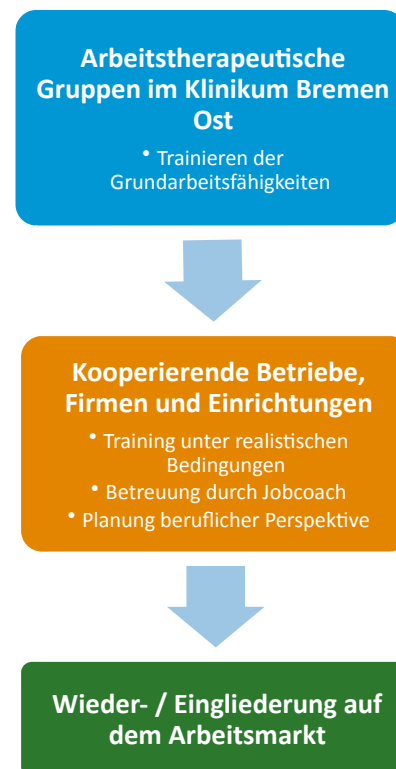 Arbeitstherapeutische
Gruppen im Klinikum Bremen
Ost
• Trainieren der
Grundarbeitsfähigkeiten
Kooperierende Betriebe,
Firmen und Einrichtungen
• Training unter realistischen
Bedingungen
• Betreuung durch Jobcoach
• Planung beruflicher Perspektive
Wieder- / Eingliederung auf
dem Arbeitsmarkt